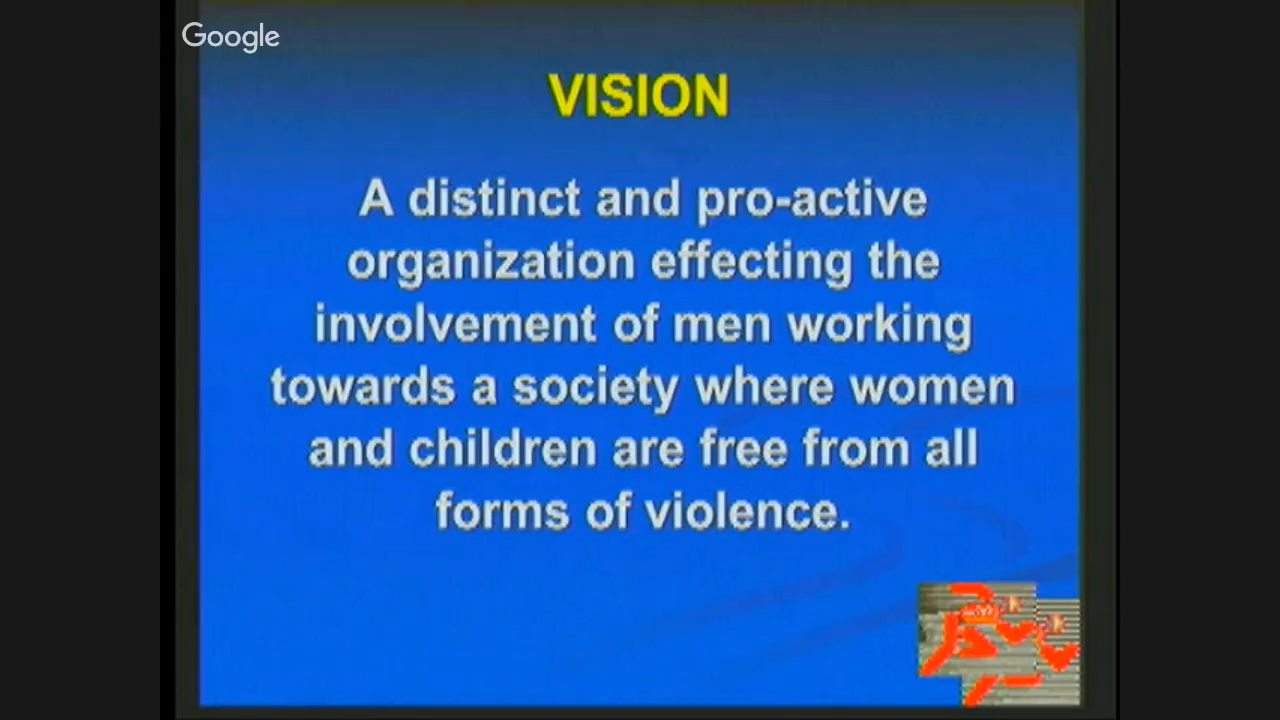 Google
VISION
A distinct and pro-active
organization effecting the
involvement of men working
towards a society where women
and children are free from all
forms of violence.